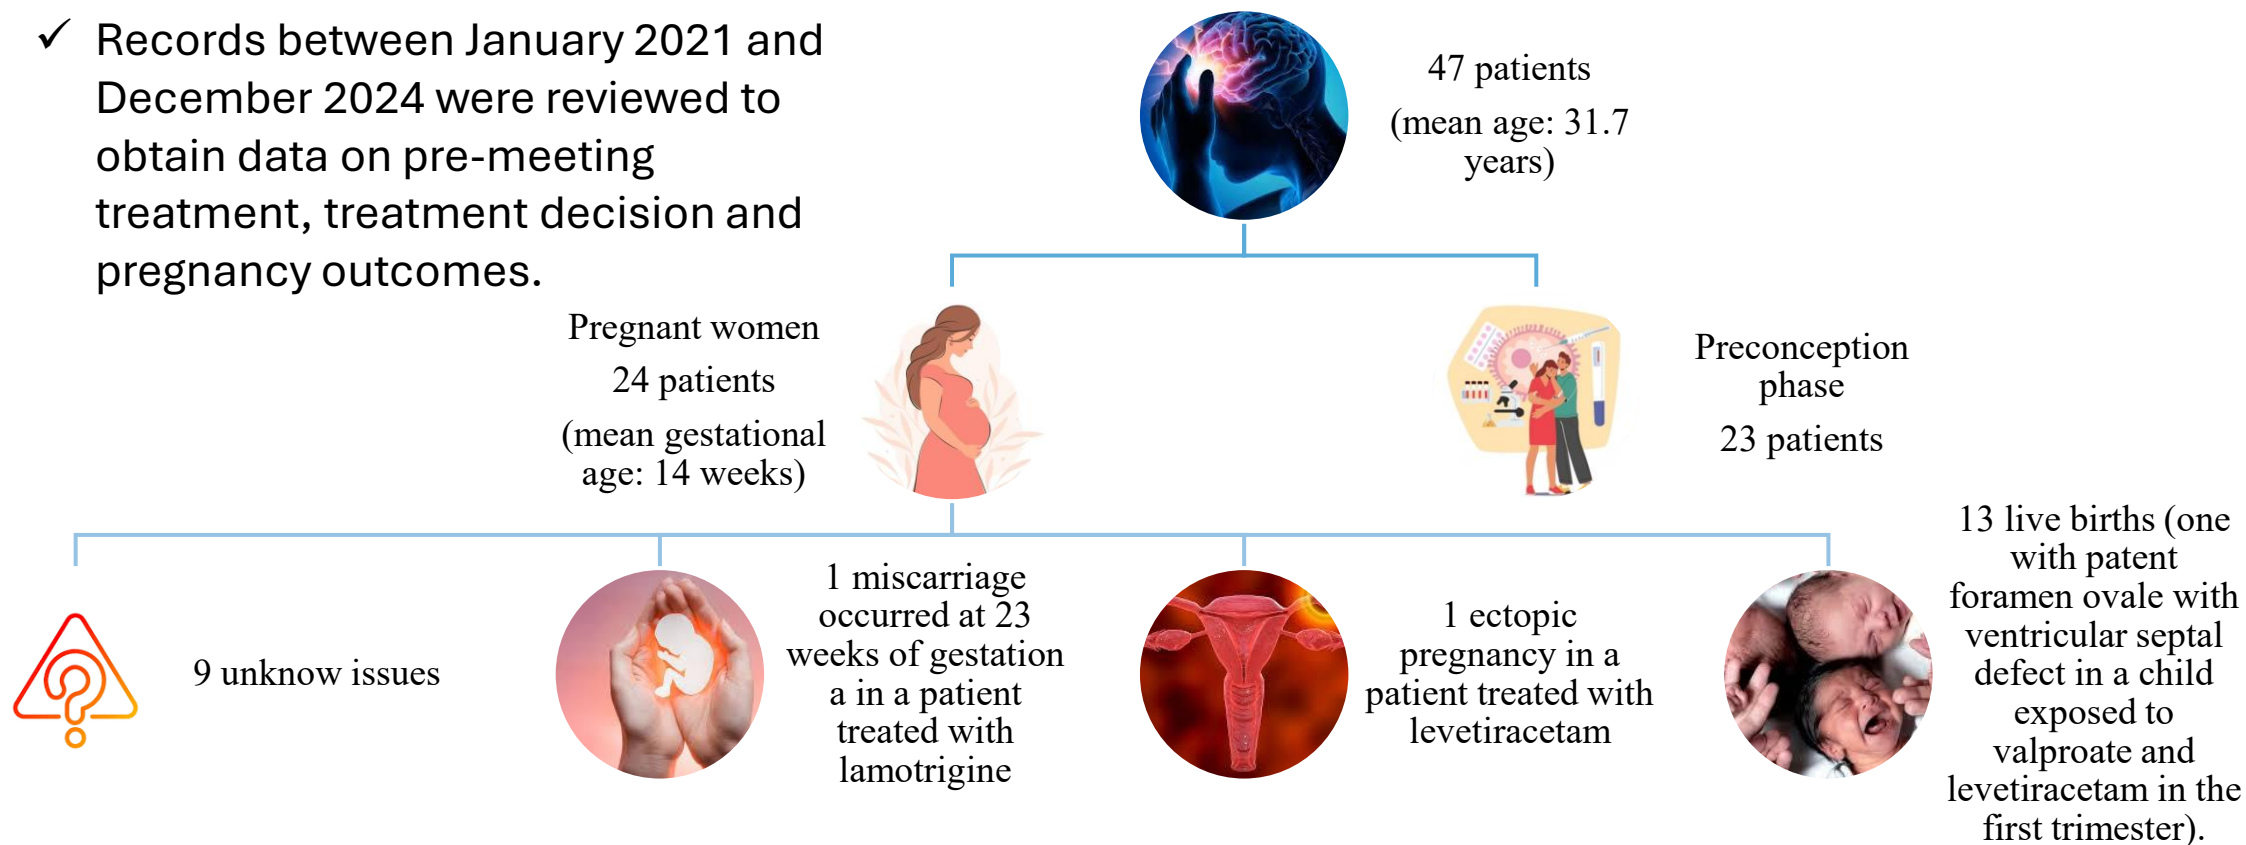 ✓ Records between January 2021 and
December 2024 were reviewed to
obtain data on pre-meeting
treatment, treatment decision and
pregnancy outcomes.
47 patients
(mean age: 31.7
years)
Pregnant women
24 patients
(mean gestational
age: 14 weeks)
Preconception
phase
23 patients
9 unknow issues
1 miscarriage
occurred at 23
weeks of gestation
a in a patient
treated with
lamotrigine
1 ectopic
pregnancy in a
patient treated with
levetiracetam
13 live births (one
with patent
foramen ovale with
ventricular septal
defect in a child
exposed to
valproate and
levetiracetam in the
first trimester).